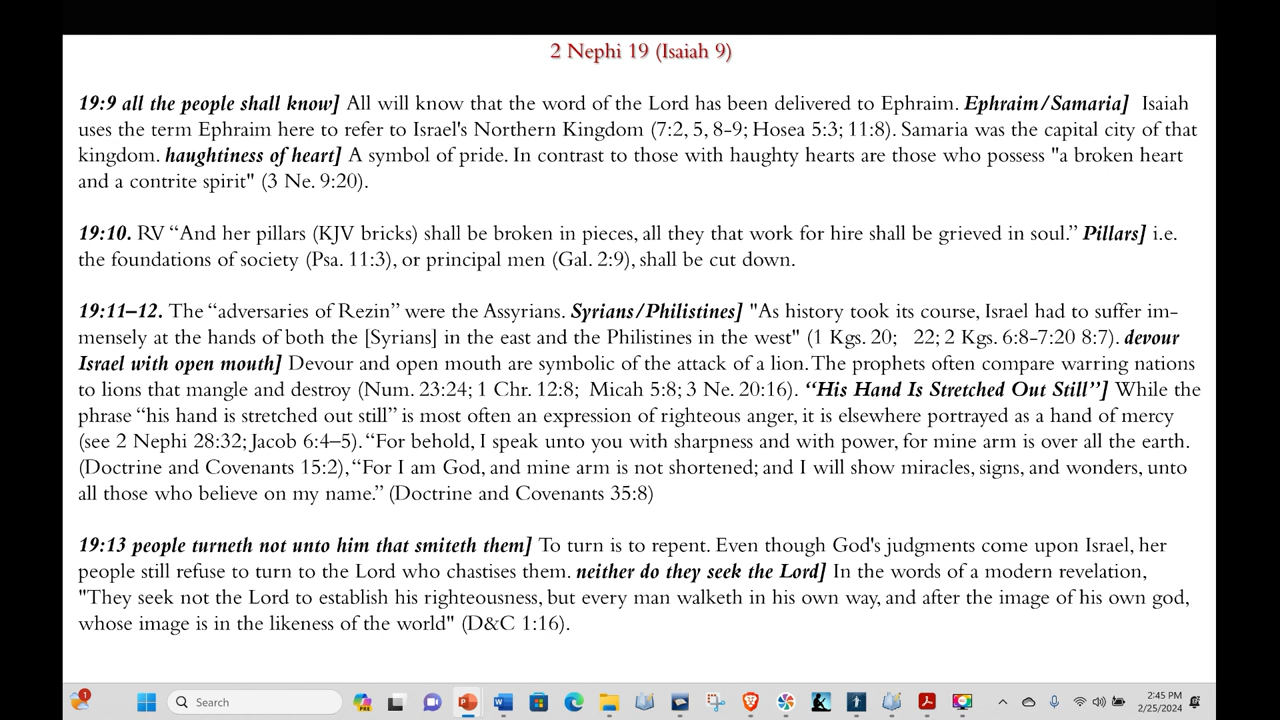 2 Nephi 19 (Isaiah 9)
19:9 all the people shall know] All will know that the word of the Lord has been delivered to Ephraim. Ephraim/Samaria] Isaiah
uses the term Ephraim here to refer to Israel's Northern Kingdom (7:2, 5, 8-9; Hosea 5:3; 11:8). Samaria was the capital city of that
kingdom. haughtiness of heart] A symbol of pride. In contrast to those with haughty hearts are those who possess "a broken heart
and a contrite spirit" (3 Ne. 9:20).
19:10. RV “And her pillars (KJV bricks) shall be broken in pieces, all they that work for hire shall be grieved in soul.” Pillars] i.e.
the foundations of society (Psa. 11:3), or principal men (Gal. 2:9), shall be cut down.
19:11–12. The “adversaries of Rezin” were the Assyrians. Syrians/Philistines] "As history took its course, Israel had to suffer im-
mensely at the hands of both the [Syrians] in the east and the Philistines in the west" (1 Kgs. 20; 22; 2 Kgs. 6:8-7:20 8:7). devour
Israel with open mouth] Devour and open mouth are symbolic of the attack of a lion. The prophets often compare warring nations
to lions that mangle and destroy (Num. 23:24; 1 Chr. 12:8; Micah 5:8; 3 Ne. 20:16). “His Hand Is Stretched Out Still”] While the
phrase “his hand is stretched out still” is most often an expression of righteous anger, it is elsewhere portrayed as a hand of mercy
(see 2 Nephi 28:32; Jacob 6:4–5). “For behold, I speak unto you with sharpness and with power, for mine arm is over all the earth.
(Doctrine and Covenants 15:2), “For I am God, and mine arm is not shortened; and I will show miracles, signs, and wonders, unto
all those who believe on my name.” (Doctrine and Covenants 35:8)
19:13 people turneth not unto him that smiteth them] To turn is to repent. Even though God's judgments come upon Israel, her
people still refuse to turn to the Lord who chastises them. neither do they seek the Lord] In the words of a modern revelation,
"They seek not the Lord to establish his righteousness, but every man walketh in his own way, and after the image of his own god,
whose image is in the likeness of the world" (D&C 1:16).
1
Search
PRE
2:45 PM
2/25/2024